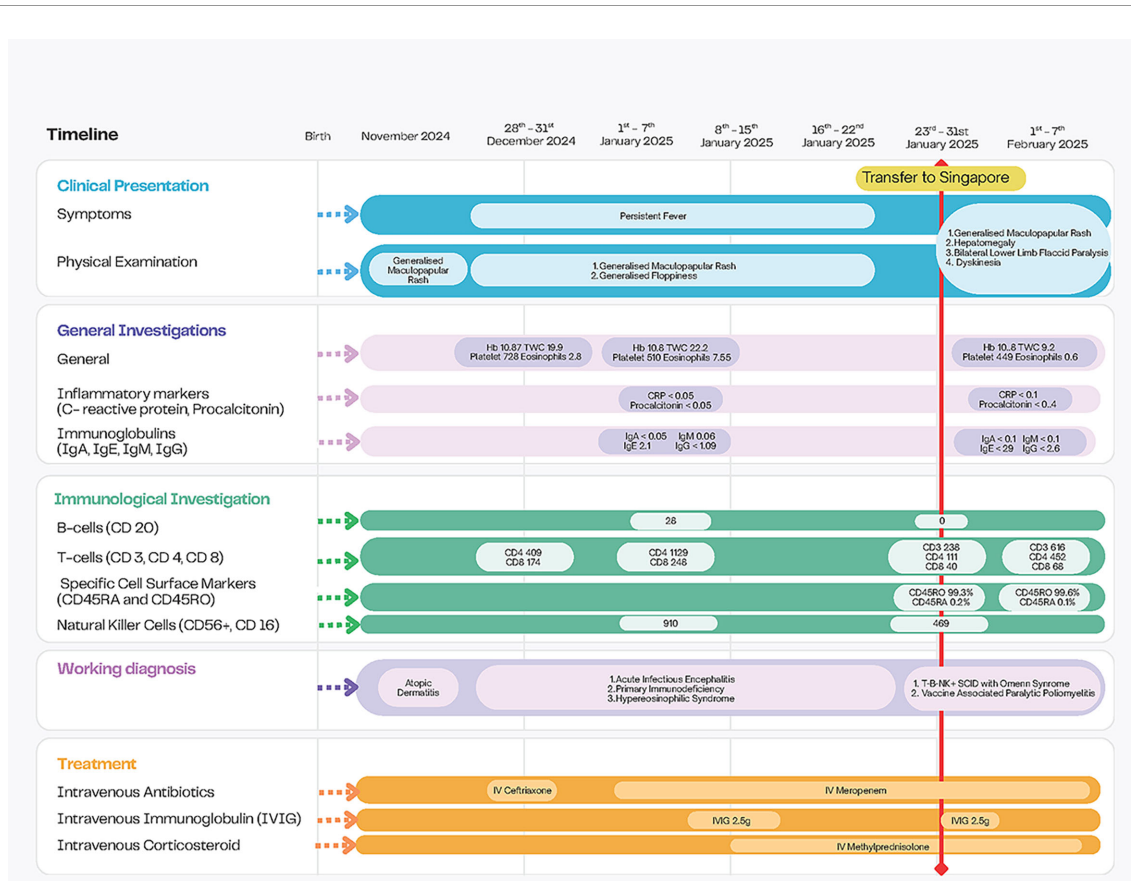 Timeline
Birth
November 2024
28th – 31st
December 2024
1st – 7th
January 2025
8th – 15th
January 2025
16th – 22nd
January 2025
23rd – 31st
January 2025
1st – 7th
February 2025
Transfer to Singapore
Clinical Presentation
Symptoms
Persistent Fever
Physical Examination
Generalised
Maculopapular
Rash
1.Generalised Maculopapular Rash
2.Generalised Floppiness
1.Generalised Maculopapular Rash
2.Hepatomegaly
3.Bilateral Lower Limb Flaccid Paralysis
4. Dyskinesia
General Investigations
General
Hb 10.87 TWC 19.9
Platelet 728 Eosinophils 2.8
Hb 10.8 TWC 22.2
Platelet 510 Eosinophils 7.55
Hb 10..8 TWC 9.2
Platelet 449 Eosinophils 0.6
Inflammatory markers
(C- reactive protein, Procalcitonin)
CRP < 0.05
Procalcitonin < 0.05
CRP < 0.1
Procalcitonin < 0..4
Immunoglobulins
(IgA, IgE, IgM, IgG)
IgA < 0.05 IgM 0.06
IgE 2.1 IgG < 1.09
IgA < 0.1 IgM < 0.1
IgE < 29 IgG < 2.6
Immunological Investigation
B-cells (CD 20)
28
0
T-cells (CD 3, CD 4, CD 8)
CD4 409
CD8 174
CD4 1129
CD8 248
CD3 238
CD4 111
CD8 40
CD3 616
CD4 452
CD8 68
Specific Cell Surface Markers
(CD45RA and CD45RO)
CD45RO 99.3%
CD45RA 0.2%
CD45RO 99.6%
CD45RA 0.1%
Natural Killer Cells (CD56+, CD 16)
910
469
Working diagnosis
Atopic
Dermatitis
1.Acute Infectious Encephalitis
2.Primary Immunodeficiency
3.Hypereosinophilic Syndrome
1. T-B-NK+ SCID with Omenn Synrome
2. Vaccine Associated Paralytic Poliomyelitis
Treatment
Intravenous Antibiotics
IV Ceftriaxone
IV Meropenem
Intravenous Immunoglobulin (IVIG)
IVIG 2.5g
IVIG 2.5g
Intravenous Corticosteroid
IV Methylprednisolone